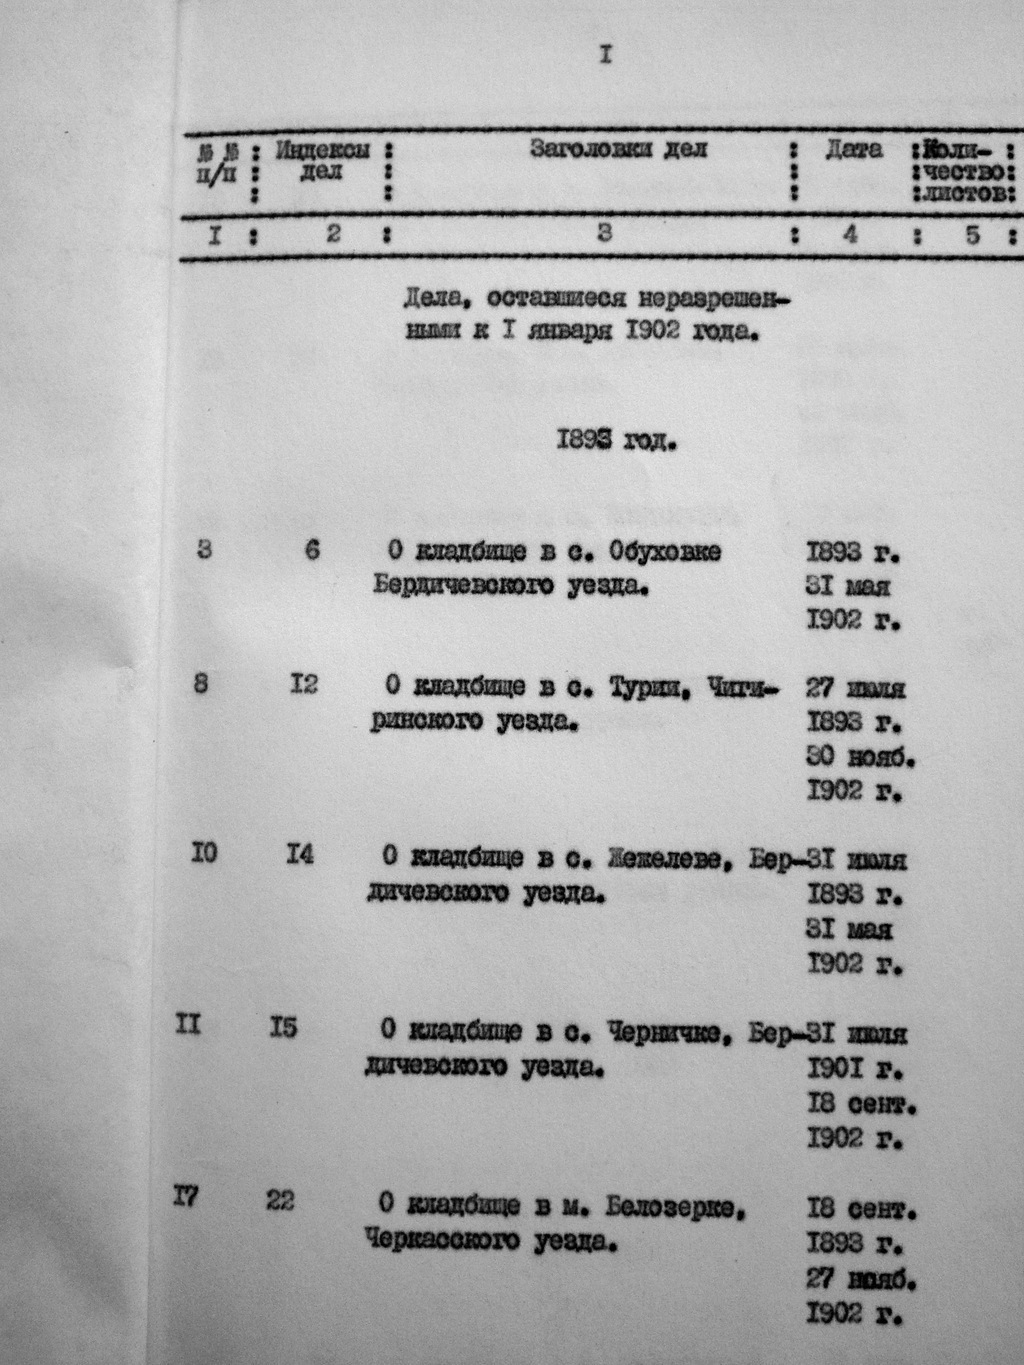 I
№ № : Индексы : Заголовки дел : Дата : Коли- :
п/п : дел : : : чество :
: : : : листов :
I : 2 : 3 : 4 : 5 :
Дела, оставшиеся неразрешен-
ными к I января I902 года.
I893 год.
3 6 О кладбище в с. Обуховке I893 г.
Бердичевского уезда. 3I мая
I902 г.
8 I2 О кладбище в с. Турии, Чиги- 27 июля
ринского уезда. I893 г.
30 нояб.
I902 г.
I0 I4 О кладбище в с. Жежелеве, Бер- 3I июля
дичевского уезда. I893 г.
3I мая
I902 г.
II I5 О кладбище в с. Черничке, Бер- 3I июля
дичевского уезда. I90I г.
I8 сент.
I902 г.
I7 22 О кладбище в м. Белозерке, I8 сент.
Черкасского уезда. I893 г.
27 нояб.
I902 г.